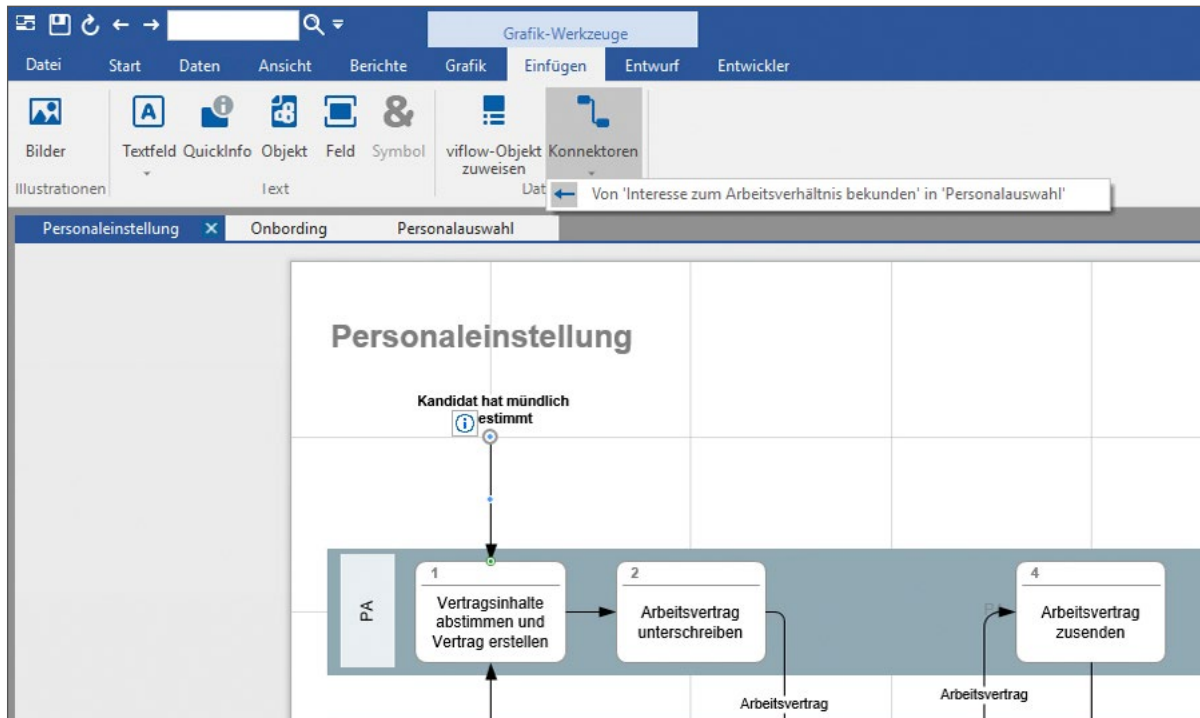 Grafik-Werkzeuge
Datei Start Daten Ansicht Berichte Grafik Einfügen Entwurf Entwickler
Bilder Textfeld QuickInfo Objekt Feld Symbol viflow-Objekt zuweisen Konnektoren
Illustrationen Text Dat
Von 'Interesse zum Arbeitsverhältnis bekunden' in 'Personalauswahl'
Personaleinstellung Onbording Personalauswahl
Personaleinstellung
Kandidat hat mündlich
estimmt
PA
1
Vertragsinhalte
abstimmen und
Vertrag erstellen
2
Arbeitsvertrag
unterschreiben
4
Arbeitsvertrag
zusenden
Arbeitsvertrag
Arbeitsvertrag